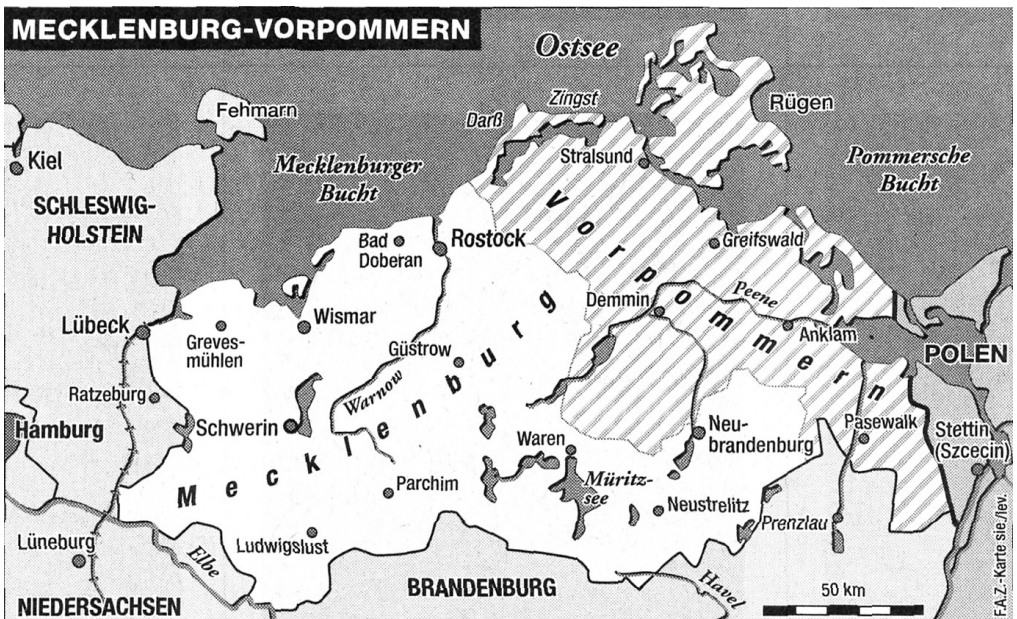 MECKLENBURG-VORPOMMERN
Ostsee
Fehmarn
Zingst
Darß
Rügen
Kiel
Mecklenburger
Bucht
Stralsund
Pommersche
Bucht
SCHLESWIG-
HOLSTEIN
Vorpommern
Bad
Doberan
Rostock
Greifswald
Demmin
Peene
Lübeck
Greves-
mühlen
Wismar
Anklam
POLEN
Güstrow
Mecklenburg
Warnow
Ratzeburg
Hamburg
Schwerin
Waren
Neu-
brandenburg
Pasewalk
Stettin
(Szczecin)
Parchim
Müritz-
see
Neustrelitz
Prenzlau
Lüneburg
Elbe
Ludwigslust
NIEDERSACHSEN
BRANDENBURG
Havel
50 km
F.A.Z.-Karte sie./lev.